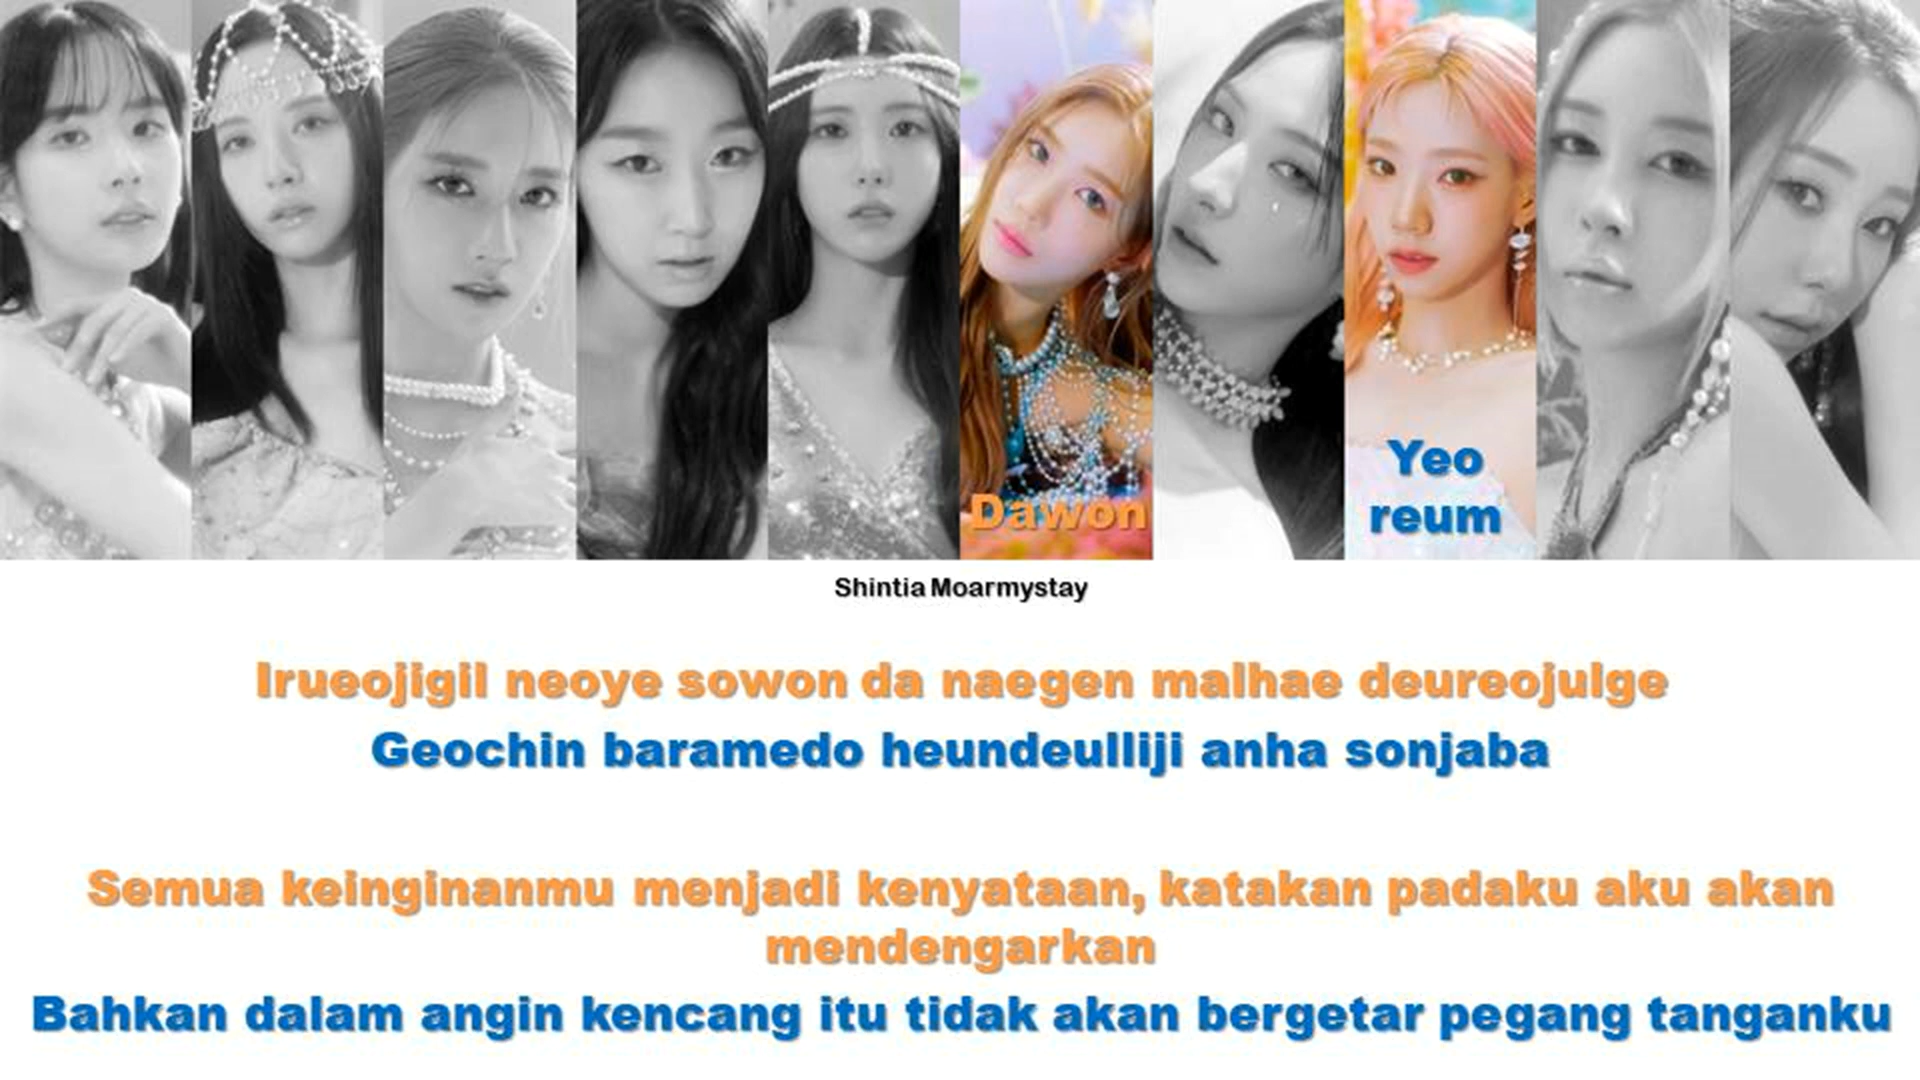 Dawon
Yeo
reum
Shintia Moarmystay
Irueojigil neoye sowon da naegen malhae deureojulge
Geochin baramedo heundeulliji anha sonjaba
Semua keinginanmu menjadi kenyataan, katakan padaku aku akan
mendengarkan
Bahkan dalam angin kencang itu tidak akan bergetar pegang tanganku